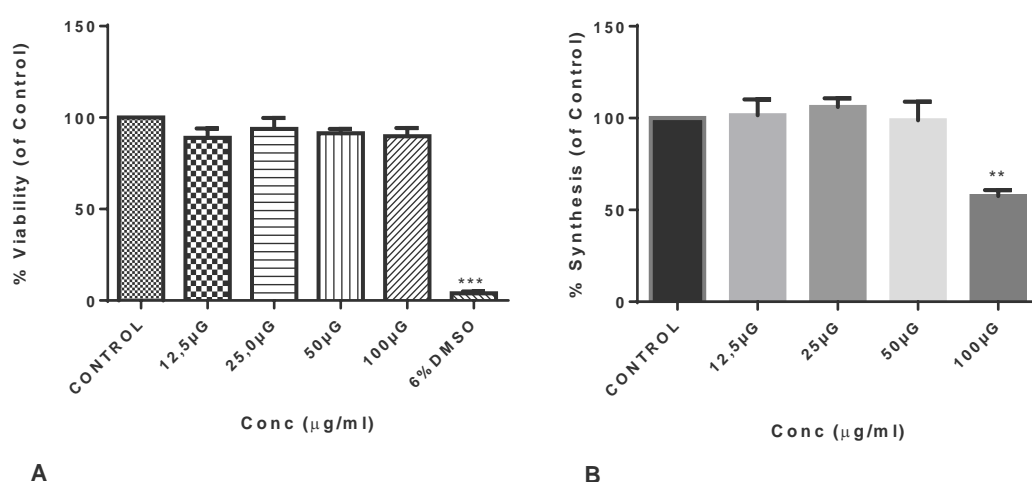 150
100
50
0
% Viability (of Control)
***
CONTROL
12,5µG
25,0µG
50µG
100µG
6%DMSO
Conc (µg/ml)
A
150
100
50
0
% Synthesis (of Control)
**
CONTROL
12,5µG
25µG
50µG
100µG
Conc (µg/ml)
B